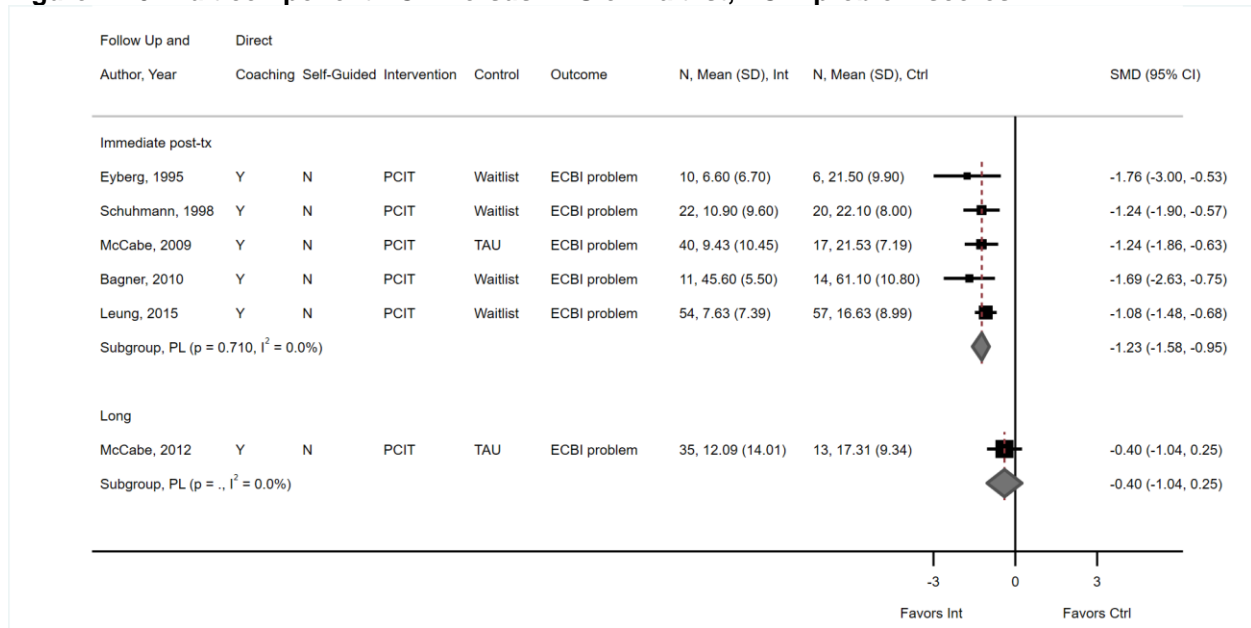 Follow Up and Direct
Author, Year Coaching Self-Guided Intervention Control Outcome N, Mean (SD), Int N, Mean (SD), Ctrl SMD (95% CI)
Immediate post-tx
Eyberg, 1995 Y N PCIT Waitlist ECBI problem 10, 6.60 (6.70) 6, 21.50 (9.90) -1.76 (-3.00, -0.53)
Schuhmann, 1998 Y N PCIT Waitlist ECBI problem 22, 10.90 (9.60) 20, 22.10 (8.00) -1.24 (-1.90, -0.57)
McCabe, 2009 Y N PCIT TAU ECBI problem 40, 9.43 (10.45) 17, 21.53 (7.19) -1.24 (-1.86, -0.63)
Bagner, 2010 Y N PCIT Waitlist ECBI problem 11, 45.60 (5.50) 14, 61.10 (10.80) -1.69 (-2.63, -0.75)
Leung, 2015 Y N PCIT Waitlist ECBI problem 54, 7.63 (7.39) 57, 16.63 (8.99) -1.08 (-1.48, -0.68)
Subgroup, PL (p = 0.710, I² = 0.0%) -1.23 (-1.58, -0.95)
Long
McCabe, 2012 Y N PCIT TAU ECBI problem 35, 12.09 (14.01) 13, 17.31 (9.34) -0.40 (-1.04, 0.25)
Subgroup, PL (p = ., I² = 0.0%) -0.40 (-1.04, 0.25)
-3 0 3
Favors Int Favors Ctrl